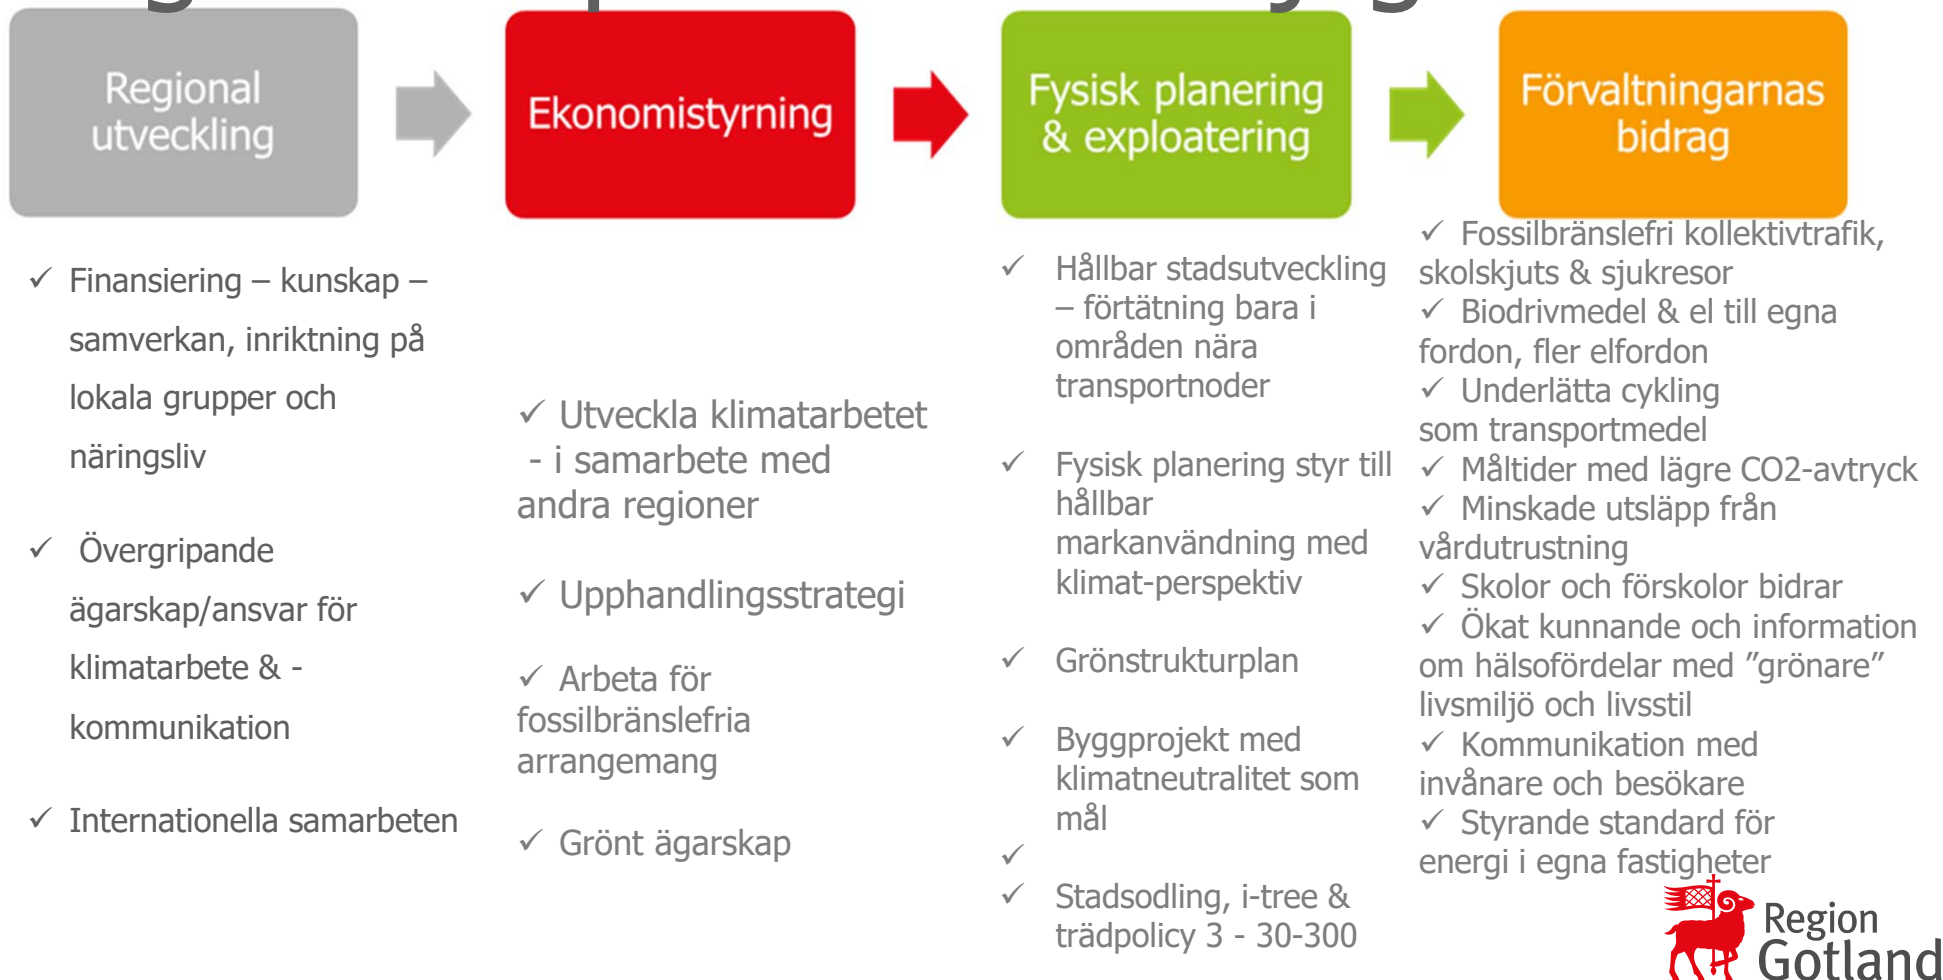 Regional
utveckling
Ekonomistyrning
Fysisk planering
& exploatering
Förvaltningarnas
bidrag
✓ Finansiering – kunskap –
samverkan, inriktning på
lokala grupper och
näringsliv
✓ Övergripande
ägarskap/ansvar för
klimatarbete & -
kommunikation
✓ Internationella samarbeten
✓ Utveckla klimatarbetet
- i samarbete med
andra regioner
✓ Upphandlingsstrategi
✓ Arbeta för
fossilbränslefria
arrangemang
✓ Grönt ägarskap
✓ Hållbar stadsutveckling
– förtätning bara i
områden nära
transportnoder
✓ Fysisk planering styr till
hållbar
markanvändning med
klimat-perspektiv
✓ Grönstrukturplan
✓ Byggprojekt med
klimatneutralitet som
mål
✓
✓ Stadsodling, i-tree &
trädpolicy 3 - 30-300
✓ Fossilbränslefri kollektivtrafik,
skolskjuts & sjukresor
✓ Biodrivmedel & el till egna
fordon, fler elfordon
✓ Underlätta cykling
som transportmedel
✓ Måltider med lägre CO2-avtryck
✓ Minskade utsläpp från
vårdutrustning
✓ Skolor och förskolor bidrar
✓ Ökat kunnande och information
om hälsofördelar med ”grönare”
livsmiljö och livsstil
✓ Kommunikation med
invånare och besökare
✓ Styrande standard för
energi i egna fastigheter
Region
Gotland